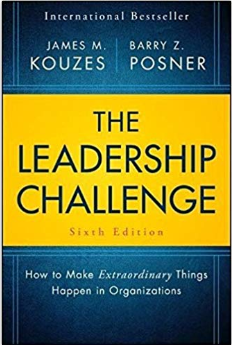 International Bestseller
JAMES M. BARRY Z.
KOUZES POSNER
THE
LEADERSHIP
CHALLENGE
Sixth Edition
How to Make Extraordinary Things
Happen in Organizations